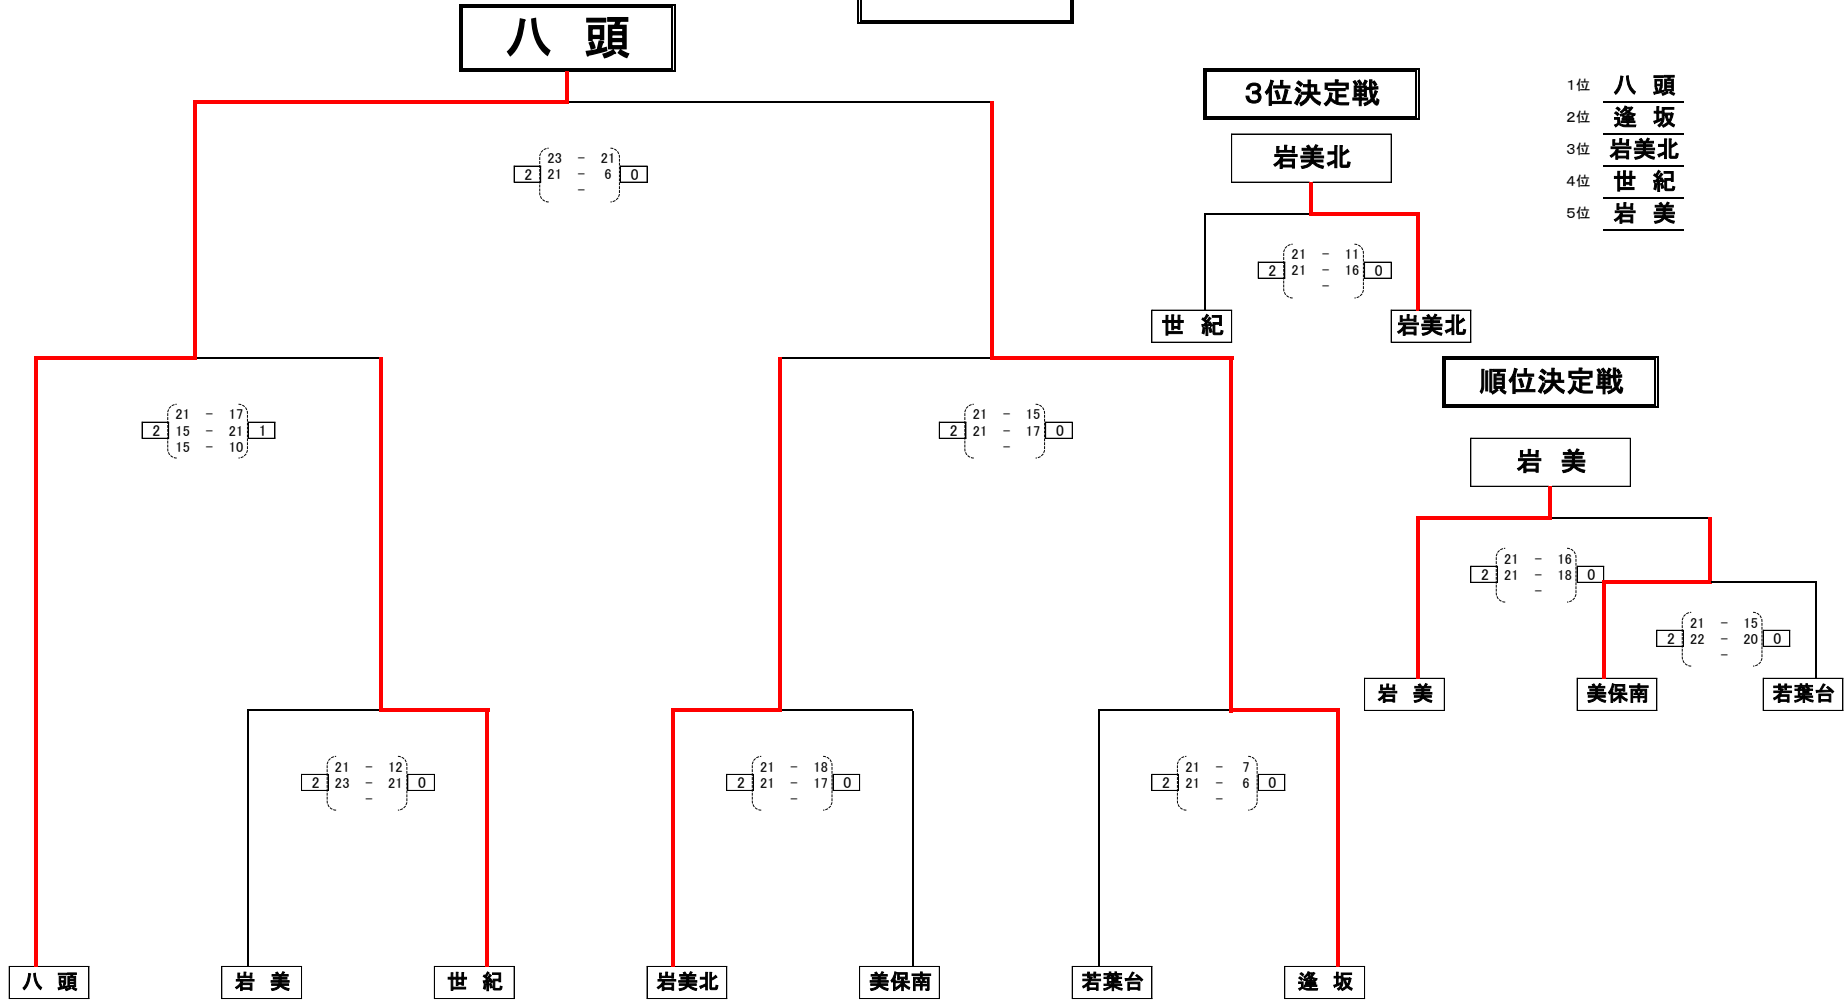 八 頭
2 23 - 21 0
21 - 6
-
3位決定戦
岩美北
2 21 - 11 0
21 - 16
-
世 紀 岩美北
1位 八 頭
2位 逢 坂
3位 岩美北
4位 世 紀
5位 岩 美
2 21 - 17 1
15 - 21
15 - 10
2 21 - 15 0
21 - 17
-
順位決定戦
岩 美
2 21 - 16 0
21 - 18
-
2 21 - 15 0
22 - 20
-
岩 美 美保南 若葉台
2 21 - 12 0
23 - 21
-
2 21 - 18 0
21 - 17
-
2 21 - 7 0
21 - 6
-
八 頭 岩 美 世 紀 岩美北 美保南 若葉台 逢 坂